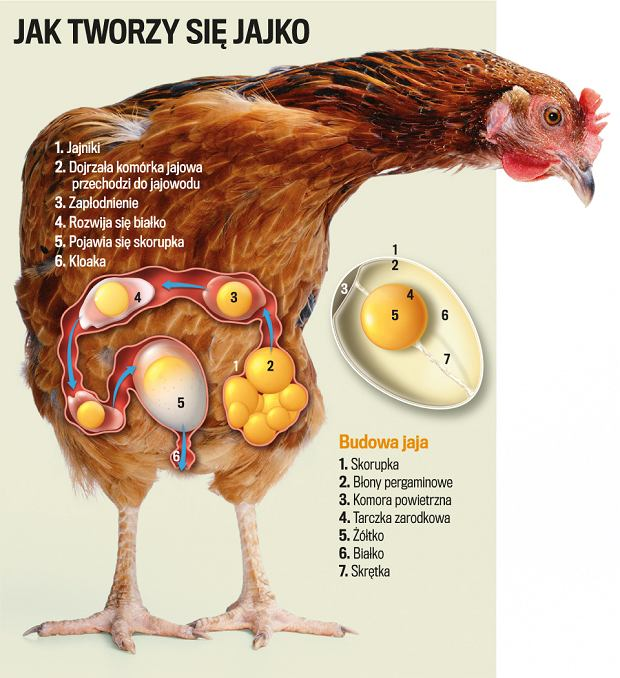 JAK TWORZY SIĘ JAJKO
1. Jajniki
2. Dojrzała komórka jajowa
przechodzi do jajowodu
3. Zapłodnienie
4. Rozwija się białko
5. Pojawia się skorupka
6. Kloaka
4
3
1
2
5
6
1
2
3
4
5
6
7
Budowa jaja
1. Skorupka
2. Błony pergaminowe
3. Komora powietrzna
4. Tarczka zarodkowa
5. Żółtko
6. Białko
7. Skrętka